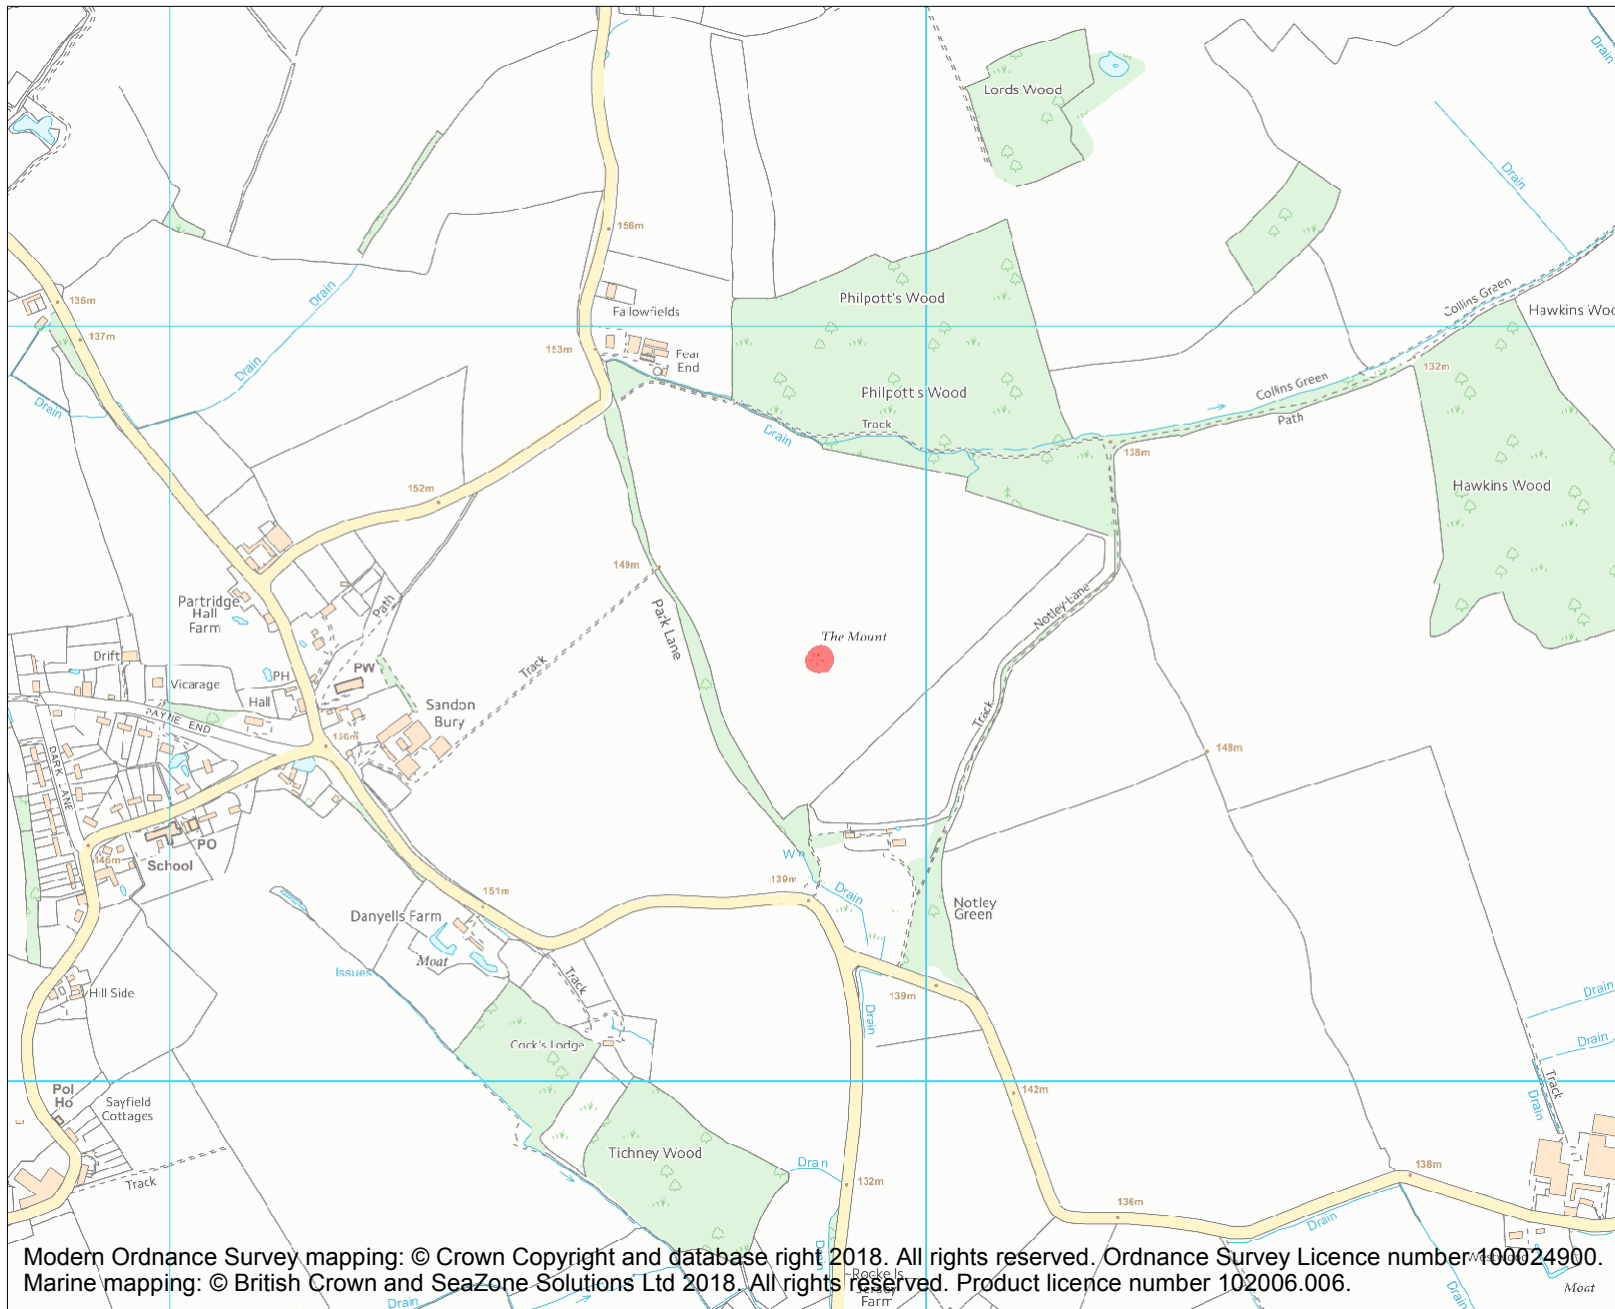 Drain
Lords Wood
Drain
156m
Drain
136m
Philpott's Wood
Collins Green
Fallowfields
137m
153m
Fear
End
Drain
132m
Drain
Philpott's Wood
Collins Green
Path
Track
Drain
138m
152m
Hawkins Wood
149m
Partridge
Hall
Farm
Path
Notley Lane
Park Lane
The Mount
Drift
PW
Track
PH
Vicarage
Hall
Sandon
Bury
PAYNE END
Track
156m
148m
DARK LANE
PO
146m
School
139m
Drain
151m
Danyells Farm
Notley
Green
Moat
Issues
Track
Hill Side
139m
Drain
Drain
Drain
Cock's Lodge
Pol
Ho
Sayfield
Cottages
142m
Track
Drain
Tichney Wood
138m
Track
132m
136m
Drain
Drain
Modern Ordnance Survey mapping: © Crown Copyright and database right 2018. All rights reserved. Ordnance Survey Licence number 100024900.
Marine mapping: © British Crown and SeaZone Solutions Ltd 2018. All rights reserved. Product licence number 102006.006.
Farm
Drain
Drain
Moat